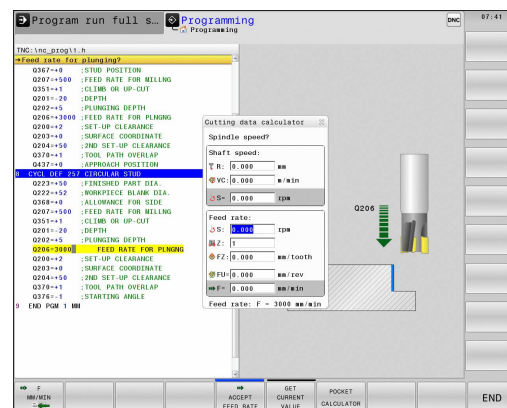 Program run full s…
Programming
Programming
DNC
07:41
TNC:\nc_prog\1.h
→Feed rate for plunging?
Q367=+0 ;STUD POSITION
Q207=+500 ;FEED RATE FOR MILLNG
Q351=+1 ;CLIMB OR UP-CUT
Q201=-20 ;DEPTH
Q202=+5 ;PLUNGING DEPTH
Q206=+3000 ;FEED RATE FOR PLNGNG
Q200=+2 ;SET-UP CLEARANCE
Q203=+0 ;SURFACE COORDINATE
Q204=+50 ;2ND SET-UP CLEARANCE
Q370=+1 ;TOOL PATH OVERLAP
Q437=+0 ;APPROACH POSITION
8 CYCL DEF 257 CIRCULAR STUD
Q223=+50 ;FINISHED PART DIA.
Q222=+52 ;WORKPIECE BLANK DIA.
Q368=+0 ;ALLOWANCE FOR SIDE
Q207=+500 ;FEED RATE FOR MILLNG
Q351=+1 ;CLIMB OR UP-CUT
Q201=-20 ;DEPTH
Q202=+5 ;PLUNGING DEPTH
Q206=3000 FEED RATE FOR PLNGNG
Q200=+2 ;SET-UP CLEARANCE
Q203=+0 ;SURFACE COORDINATE
Q204=+50 ;2ND SET-UP CLEARANCE
Q370=+1 ;TOOL PATH OVERLAP
Q376=-1 ;STARTING ANGLE
9 END PGM 1 MM
Cutting data calculator
Spindle speed?
Shaft speed:
R: 0.000 mm
VC: 0.000 m/min
S= 0.000 rpm
Feed rate:
S: 0.000 rpm
Z: 1
FZ: 0.000 mm/tooth
FU= 0.000 mm/rev
F= 0.000 mm/min
Feed rate: F = 3000 mm/min
Q206
F
MM/MIN
ACCEPT
FEED RATE
GET
CURRENT
VALUE
POCKET
CALCULATOR
END